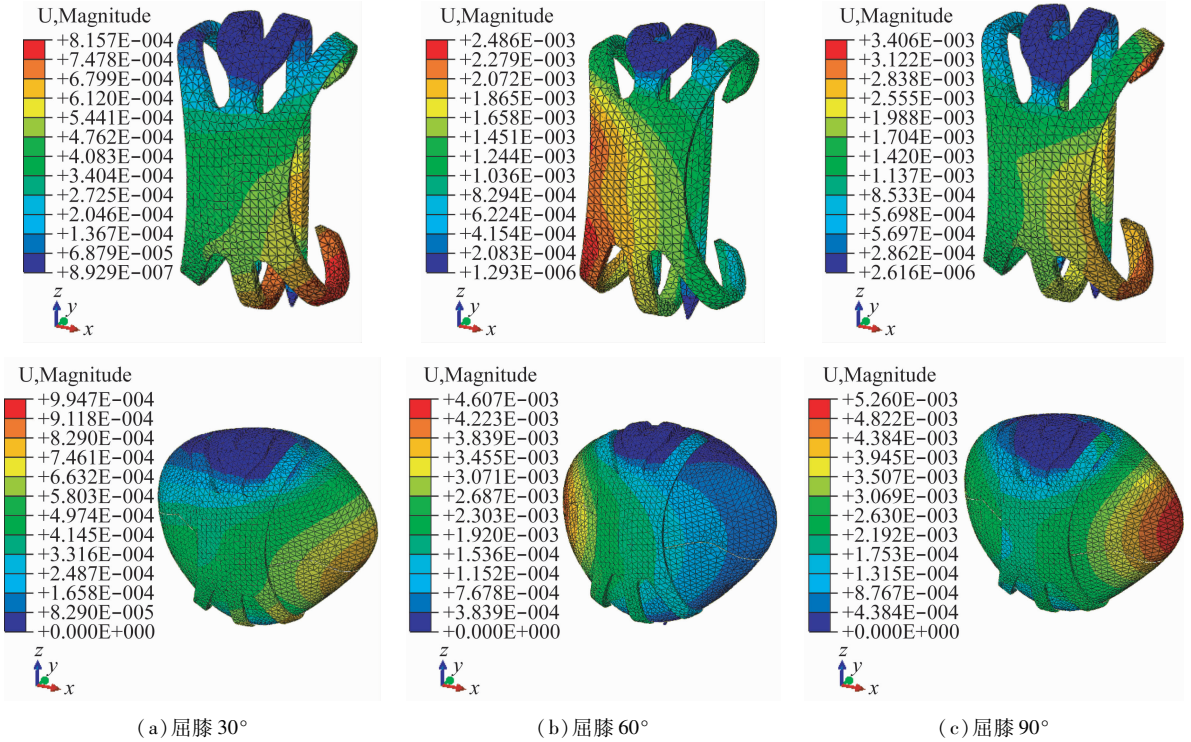 U,Magnitude
+8.157E-004
+7.478E-004
+6.799E-004
+6.120E-004
+5.441E-004
+4.762E-004
+4.083E-004
+3.404E-004
+2.725E-004
+2.046E-004
+1.367E-004
+6.879E-005
+8.929E-007
z
y
x
U,Magnitude
+2.486E-003
+2.279E-003
+2.072E-003
+1.865E-003
+1.658E-003
+1.451E-003
+1.244E-003
+1.036E-003
+8.294E-004
+6.224E-004
+4.154E-004
+2.083E-004
+1.293E-006
z
y
x
U,Magnitude
+3.406E-003
+3.122E-003
+2.838E-003
+2.555E-003
+1.988E-003
+1.704E-003
+1.420E-003
+1.137E-003
+8.533E-004
+5.698E-004
+5.697E-004
+2.862E-004
+2.616E-006
z
y
x
U,Magnitude
+9.947E-004
+9.118E-004
+8.290E-004
+7.461E-004
+6.632E-004
+5.803E-004
+4.974E-004
+4.145E-004
+3.316E-004
+2.487E-004
+1.658E-004
+8.290E-005
+0.000E+000
z
y
x
U,Magnitude
+4.607E-003
+4.223E-003
+3.839E-003
+3.455E-003
+3.071E-003
+2.687E-003
+2.303E-003
+1.920E-003
+1.536E-004
+1.152E-004
+7.678E-004
+3.839E-004
+0.000E+000
z
y
x
U,Magnitude
+5.260E-003
+4.822E-003
+4.384E-003
+3.945E-003
+3.507E-003
+3.069E-003
+2.630E-003
+2.192E-003
+1.753E-004
+1.315E-004
+8.767E-004
+4.384E-004
+0.000E+000
z
y
x
(a)屈膝 30°
(b)屈膝 60°
(c)屈膝 90°